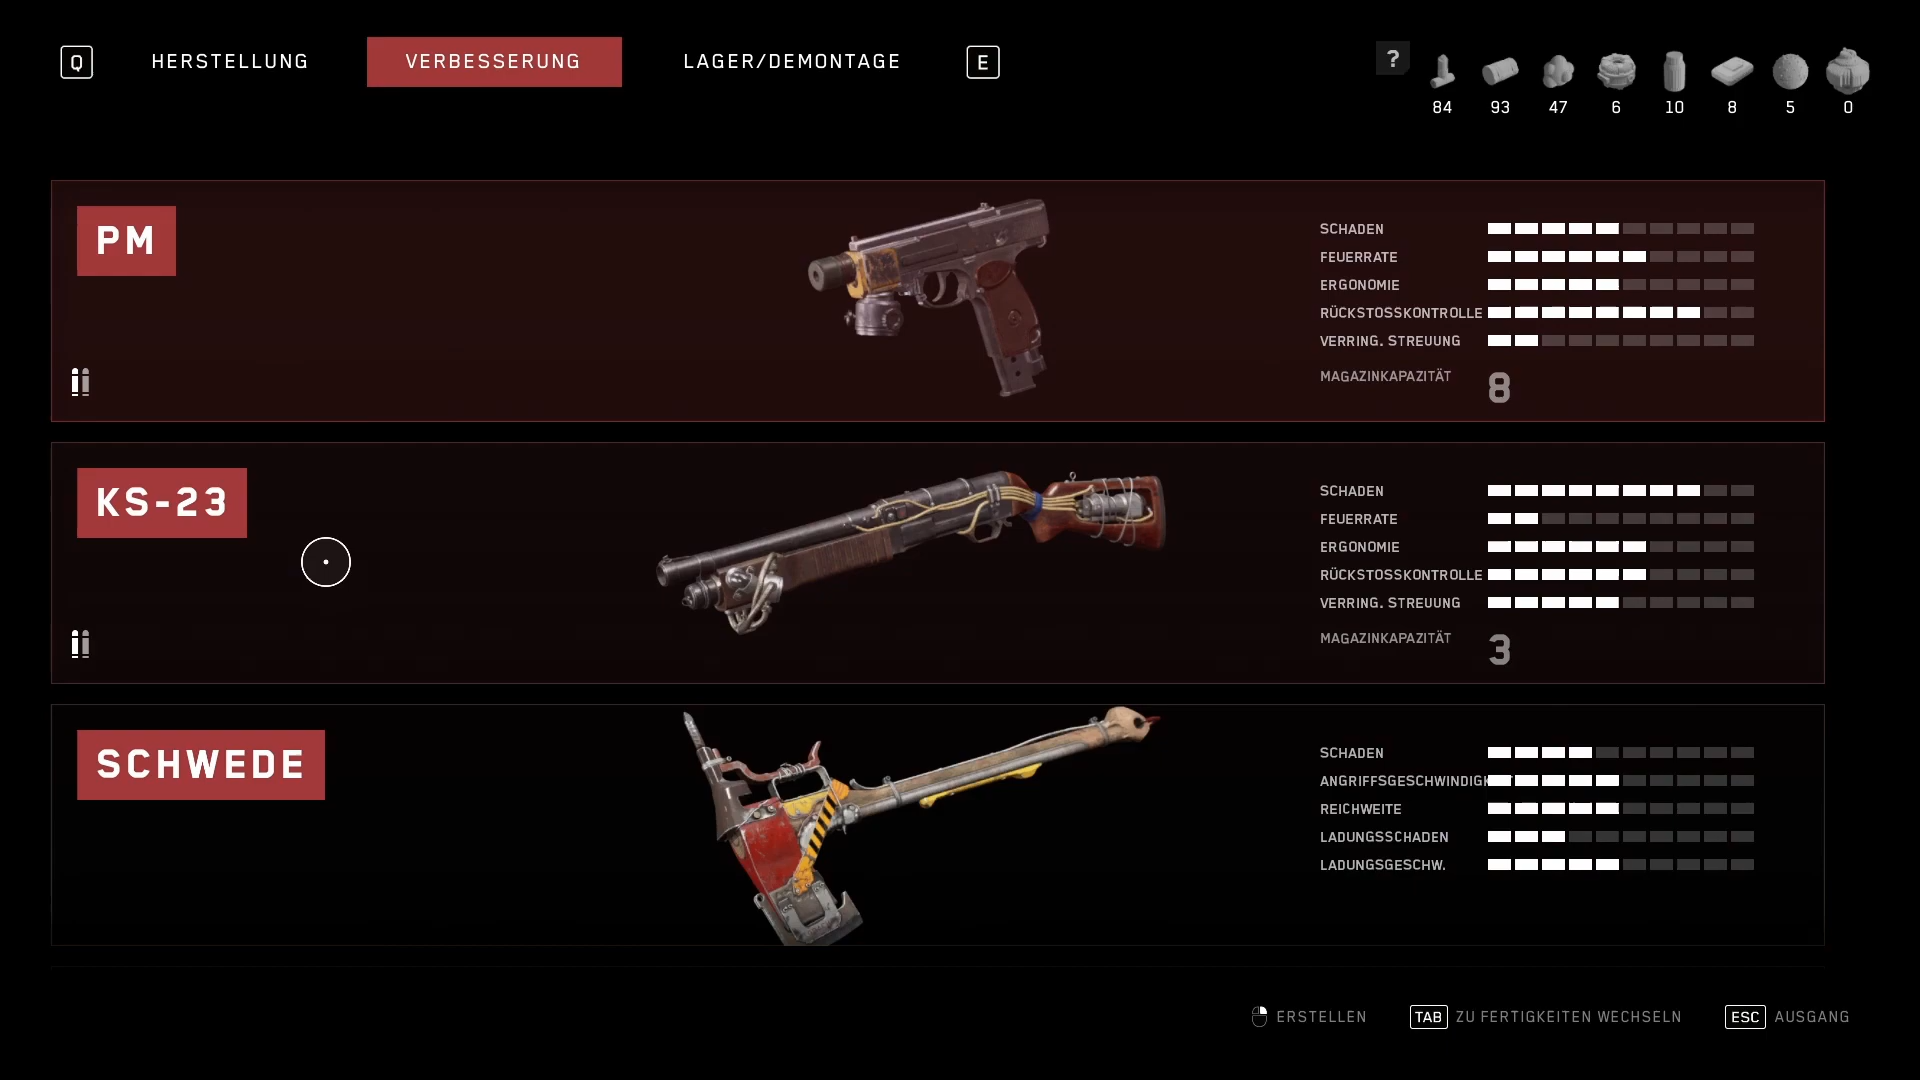 Q HERSTELLUNG VERBESSERUNG LAGER/DEMONTAGE E ?
84 93 47 6 10 8 5 0
PM
SCHADEN
FEUERRATE
ERGONOMIE
RÜCKSTOSSKONTROLLE
VERRING. STREUUNG
MAGAZINKAPAZITÄT 8
KS-23
SCHADEN
FEUERRATE
ERGONOMIE
RÜCKSTOSSKONTROLLE
VERRING. STREUUNG
MAGAZINKAPAZITÄT 3
SCHWEDE
SCHADEN
REICHWEITE
LADUNGSSCHADEN
LADUNGSGESCHW.
ERSTELLEN TAB ZU FERTIGKEITEN WECHSELN ESC AUSGANG